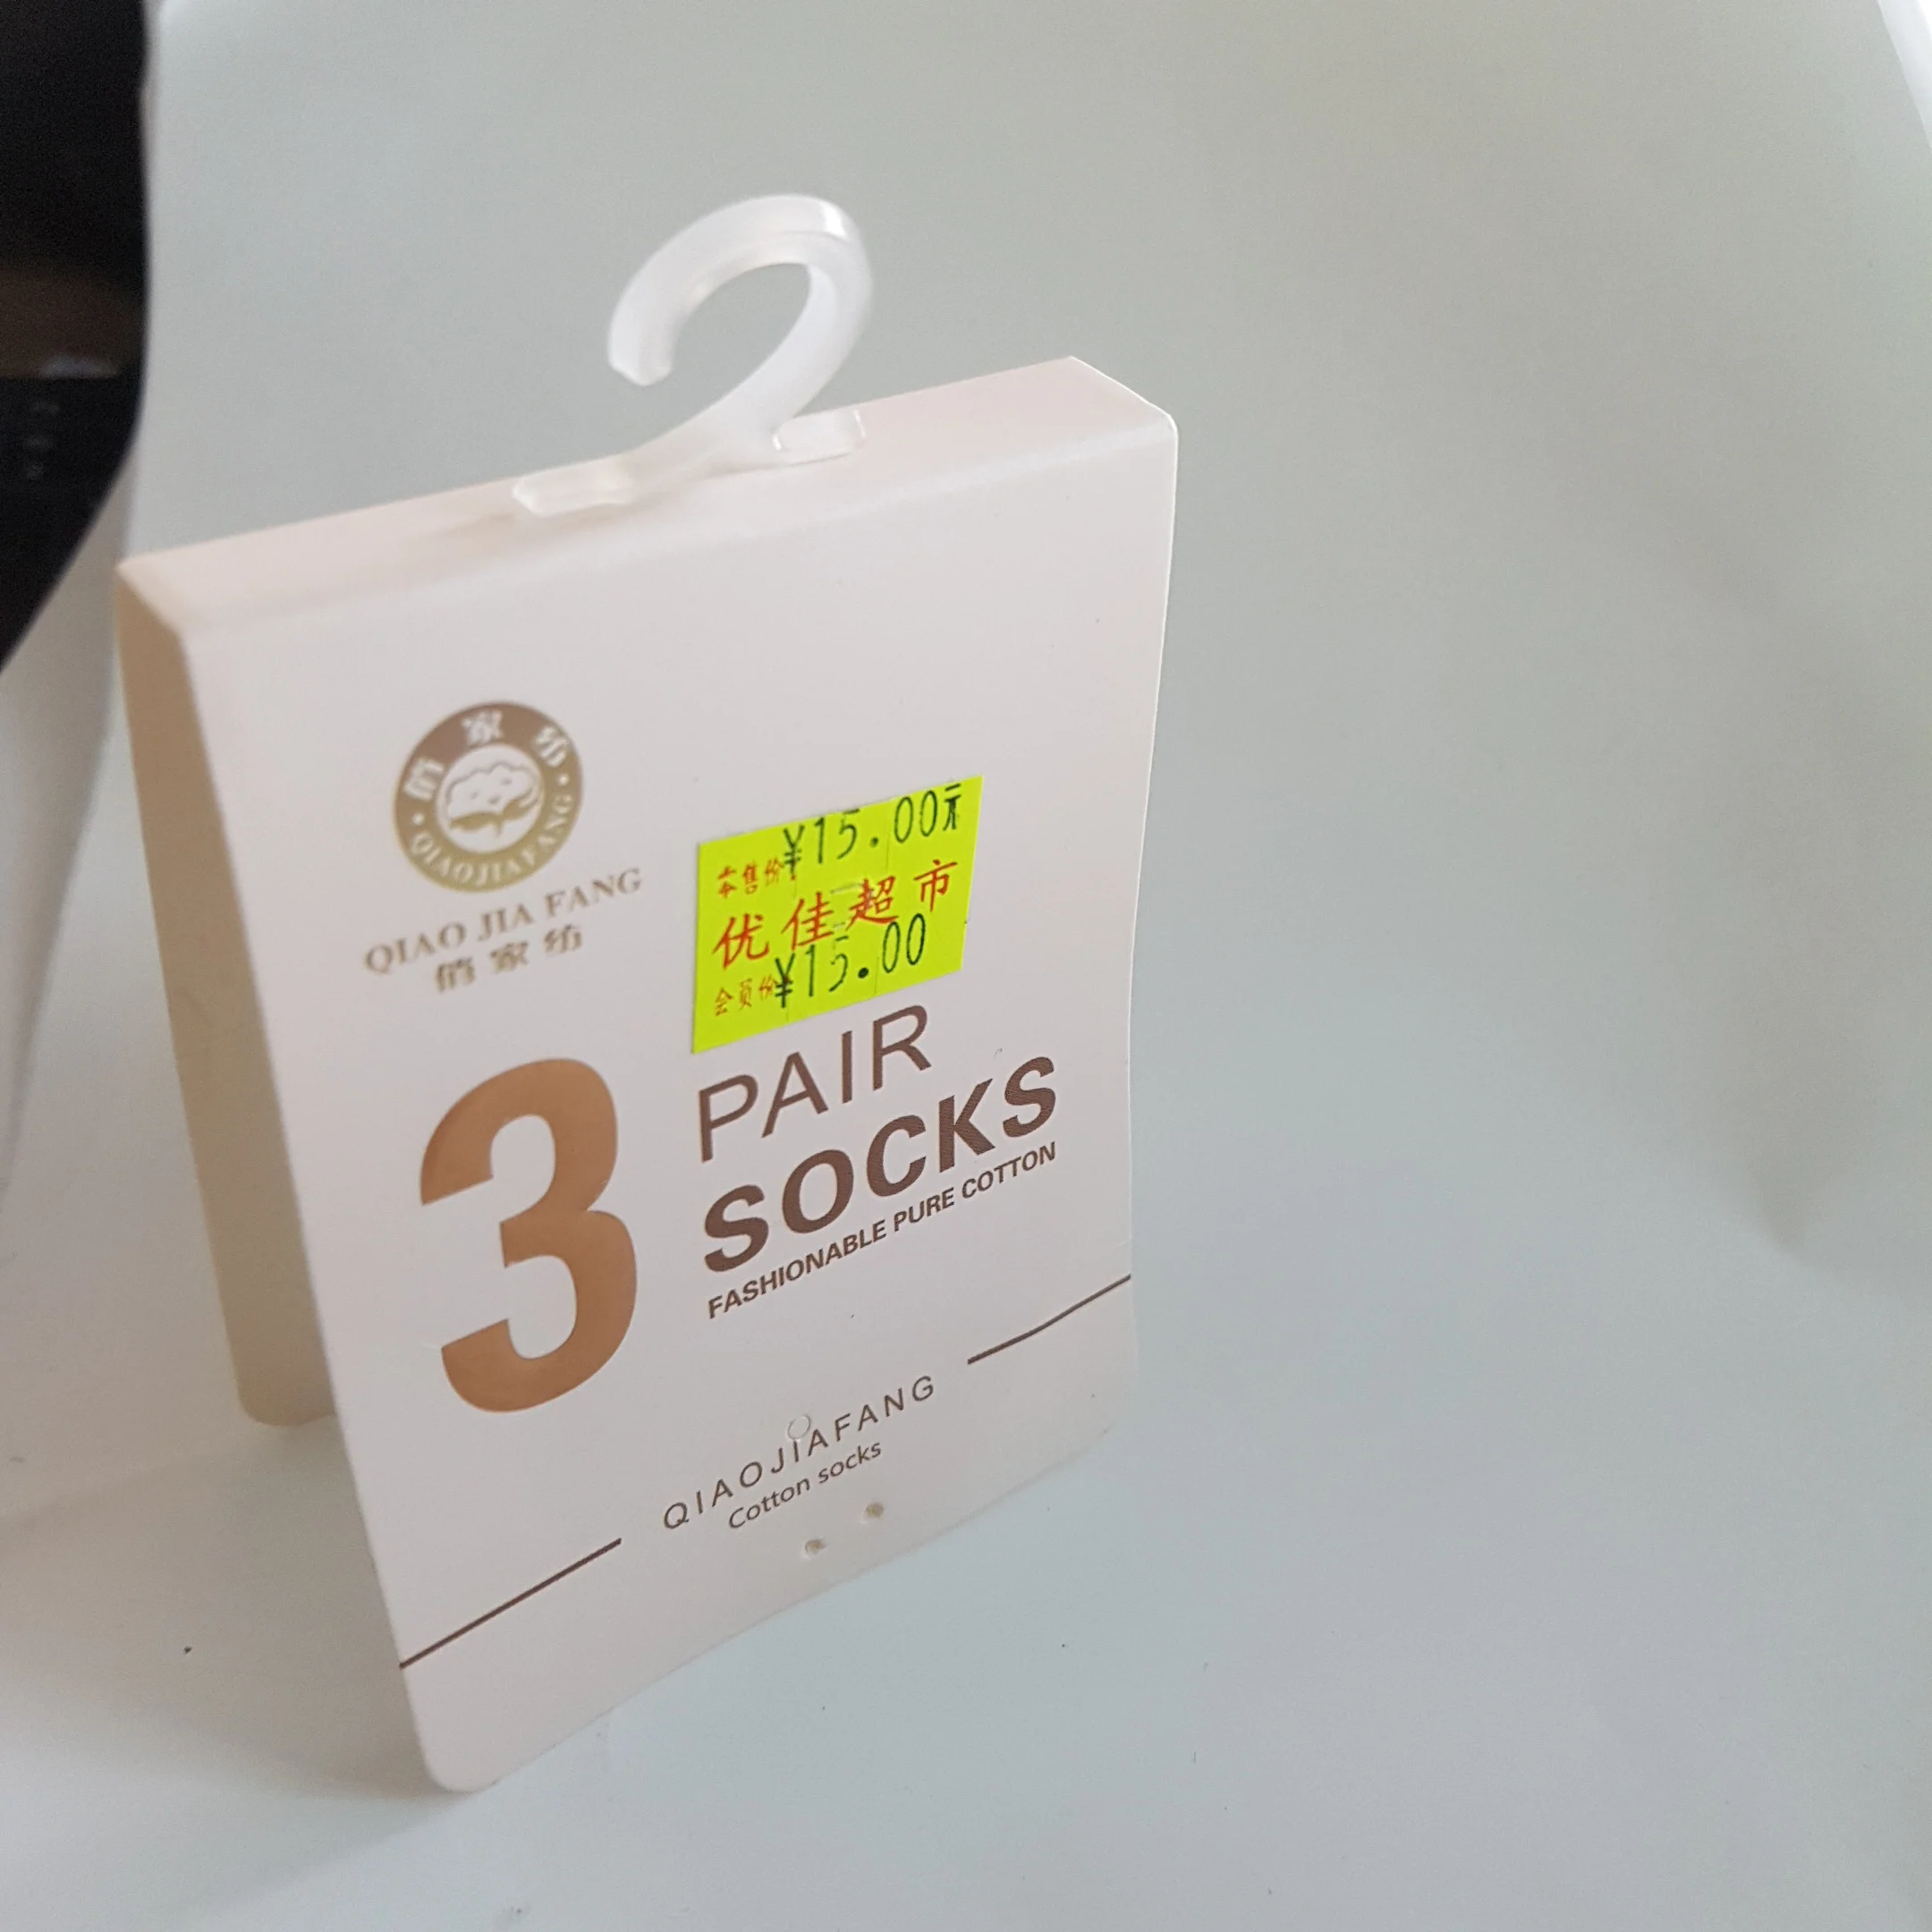 俏家纺
QIAOJIAFANG
QIAO JIA FANG
俏家纺
¥15.00元
零售价:
优佳超市
会员价:¥15.00
3
PAIR
SOCKS
FASHIONABLE PURE COTTON
QIAOJIAFANG
Cotton socks